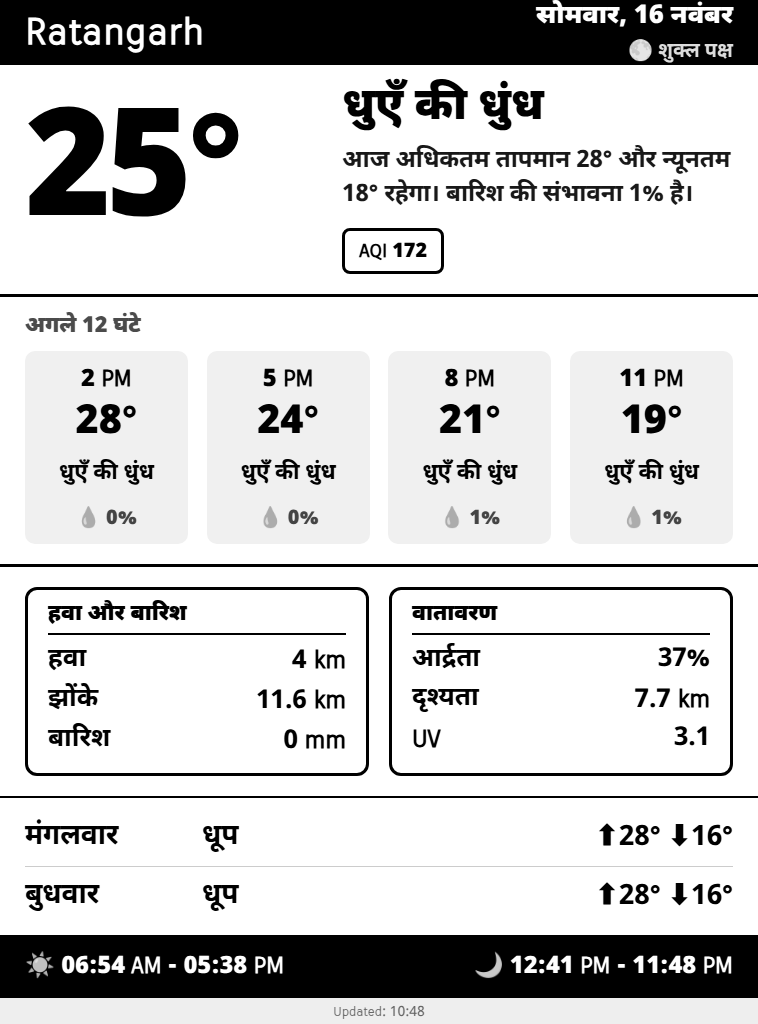 Ratangarh
सोमवार, 16 नवंबर
शुक्ल पक्ष
25°
धुएँ की धुंध
आज अधिकतम तापमान 28° और न्यूनतम
18° रहेगा। बारिश की संभावना 1% है।
AQI 172
अगले 12 घंटे
2 PM 5 PM 8 PM 11 PM
28° 24° 21° 19°
धुएँ की धुंध धुएँ की धुंध धुएँ की धुंध धुएँ की धुंध
0% 0% 1% 1%
हवा और बारिश
हवा 4 km
झोंके 11.6 km
बारिश 0 mm
वातावरण
आर्द्रता 37%
दृश्यता 7.7 km
UV 3.1
मंगलवार धूप ⬆28° ⬇16°
बुधवार धूप ⬆28° ⬇16°
06:54 AM - 05:38 PM 12:41 PM - 11:48 PM
Updated: 10:48